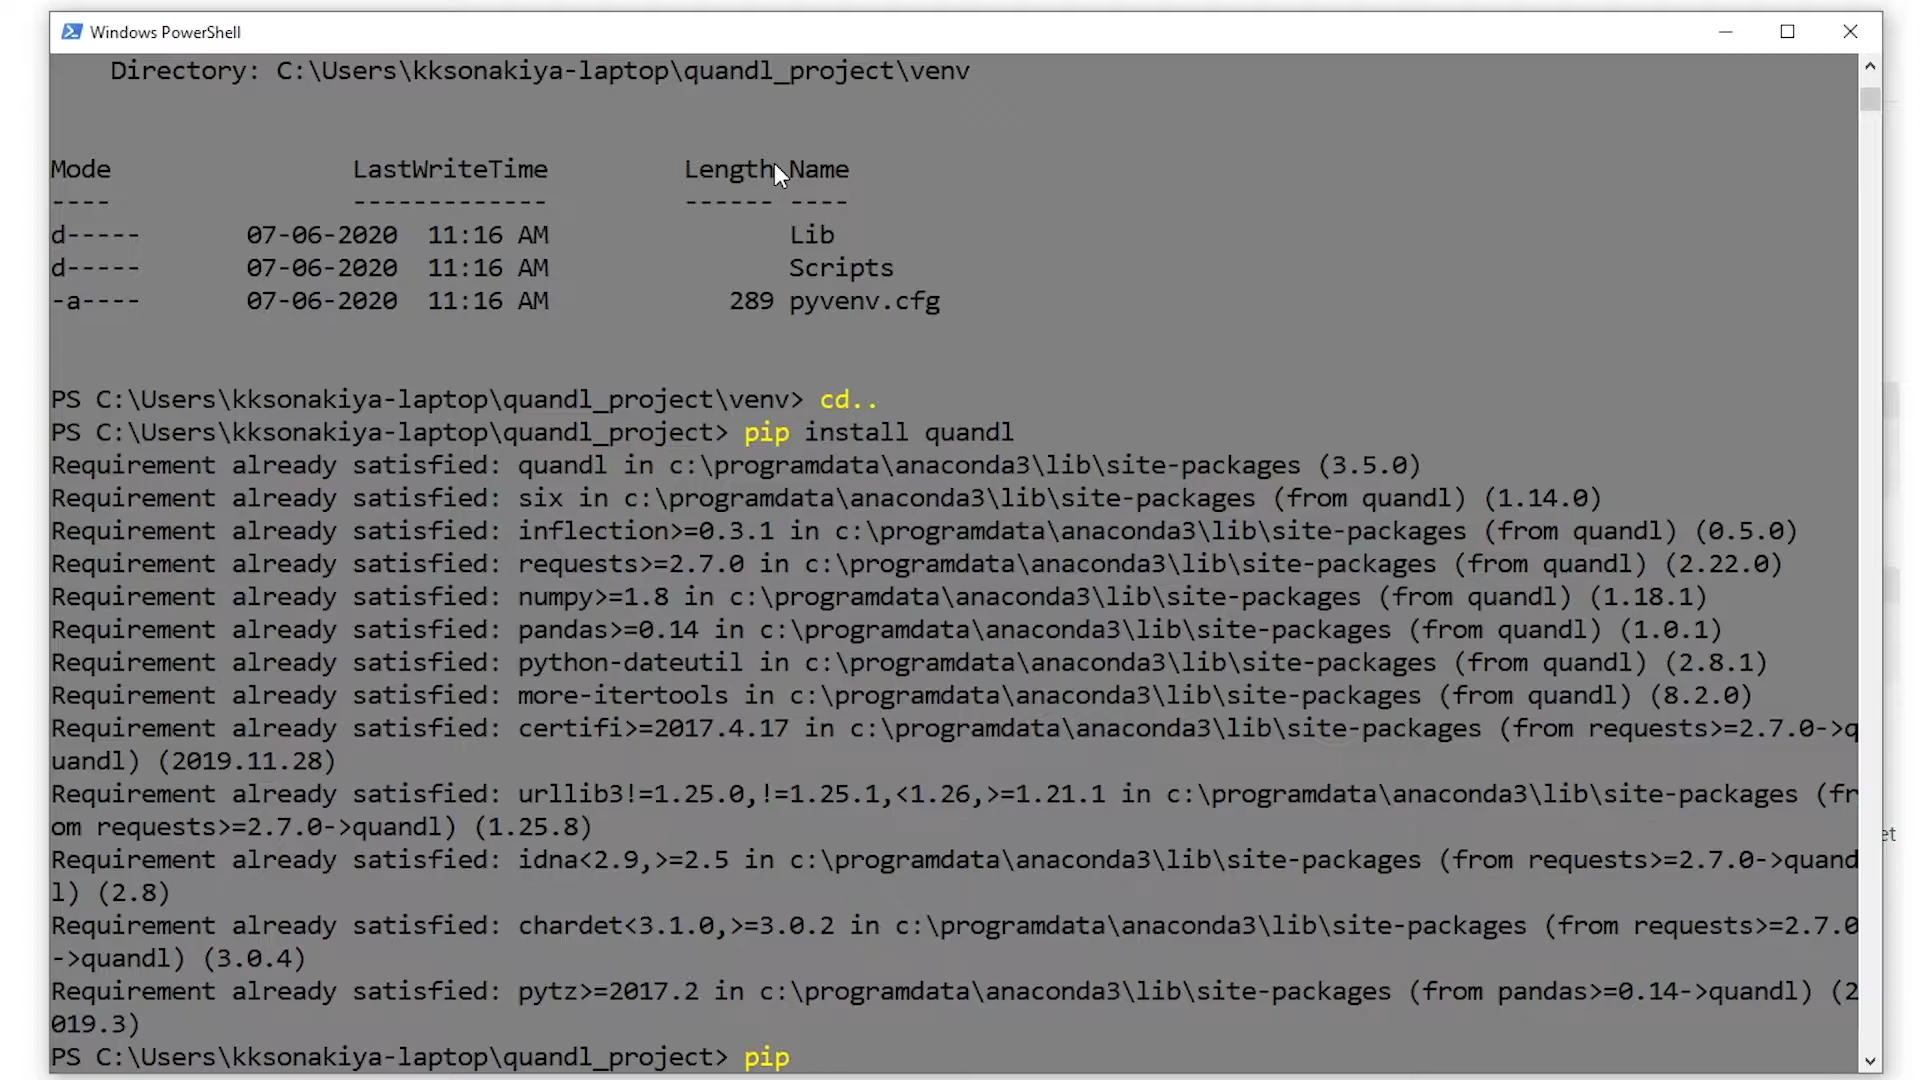 Windows PowerShell
Directory: C:\Users\kksonakiya-laptop\quandl_project\venv
Mode LastWriteTime Length Name
---- ------------- ------ ----
d----- 07-06-2020 11:16 AM Lib
d----- 07-06-2020 11:16 AM Scripts
-a---- 07-06-2020 11:16 AM 289 pyvenv.cfg
PS C:\Users\kksonakiya-laptop\quandl_project\venv> cd..
PS C:\Users\kksonakiya-laptop\quandl_project> pip install quandl
Requirement already satisfied: quandl in c:\programdata\anaconda3\lib\site-packages (3.5.0)
Requirement already satisfied: six in c:\programdata\anaconda3\lib\site-packages (from quandl) (1.14.0)
Requirement already satisfied: inflection>=0.3.1 in c:\programdata\anaconda3\lib\site-packages (from quandl) (0.5.0)
Requirement already satisfied: requests>=2.7.0 in c:\programdata\anaconda3\lib\site-packages (from quandl) (2.22.0)
Requirement already satisfied: numpy>=1.8 in c:\programdata\anaconda3\lib\site-packages (from quandl) (1.18.1)
Requirement already satisfied: pandas>=0.14 in c:\programdata\anaconda3\lib\site-packages (from quandl) (1.0.1)
Requirement already satisfied: python-dateutil in c:\programdata\anaconda3\lib\site-packages (from quandl) (2.8.1)
Requirement already satisfied: more-itertools in c:\programdata\anaconda3\lib\site-packages (from quandl) (8.2.0)
Requirement already satisfied: certifi>=2017.4.17 in c:\programdata\anaconda3\lib\site-packages (from requests>=2.7.0->q
uandl) (2019.11.28)
Requirement already satisfied: urllib3!=1.25.0,!=1.25.1,<1.26,>=1.21.1 in c:\programdata\anaconda3\lib\site-packages (fr
om requests>=2.7.0->quandl) (1.25.8)
Requirement already satisfied: idna<2.9,>=2.5 in c:\programdata\anaconda3\lib\site-packages (from requests>=2.7.0->quand
l) (2.8)
Requirement already satisfied: chardet<3.1.0,>=3.0.2 in c:\programdata\anaconda3\lib\site-packages (from requests>=2.7.0
->quandl) (3.0.4)
Requirement already satisfied: pytz>=2017.2 in c:\programdata\anaconda3\lib\site-packages (from pandas>=0.14->quandl) (2
019.3)
PS C:\Users\kksonakiya-laptop\quandl_project> pip